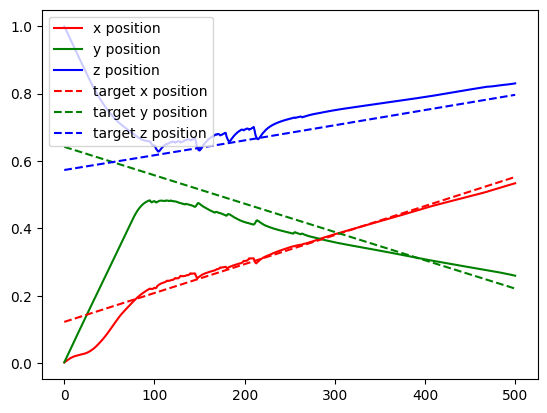 1.0
0.8
0.6
0.4
0.2
0.0
x position
y position
z position
target x position
target y position
target z position
0
100
200
300
400
500